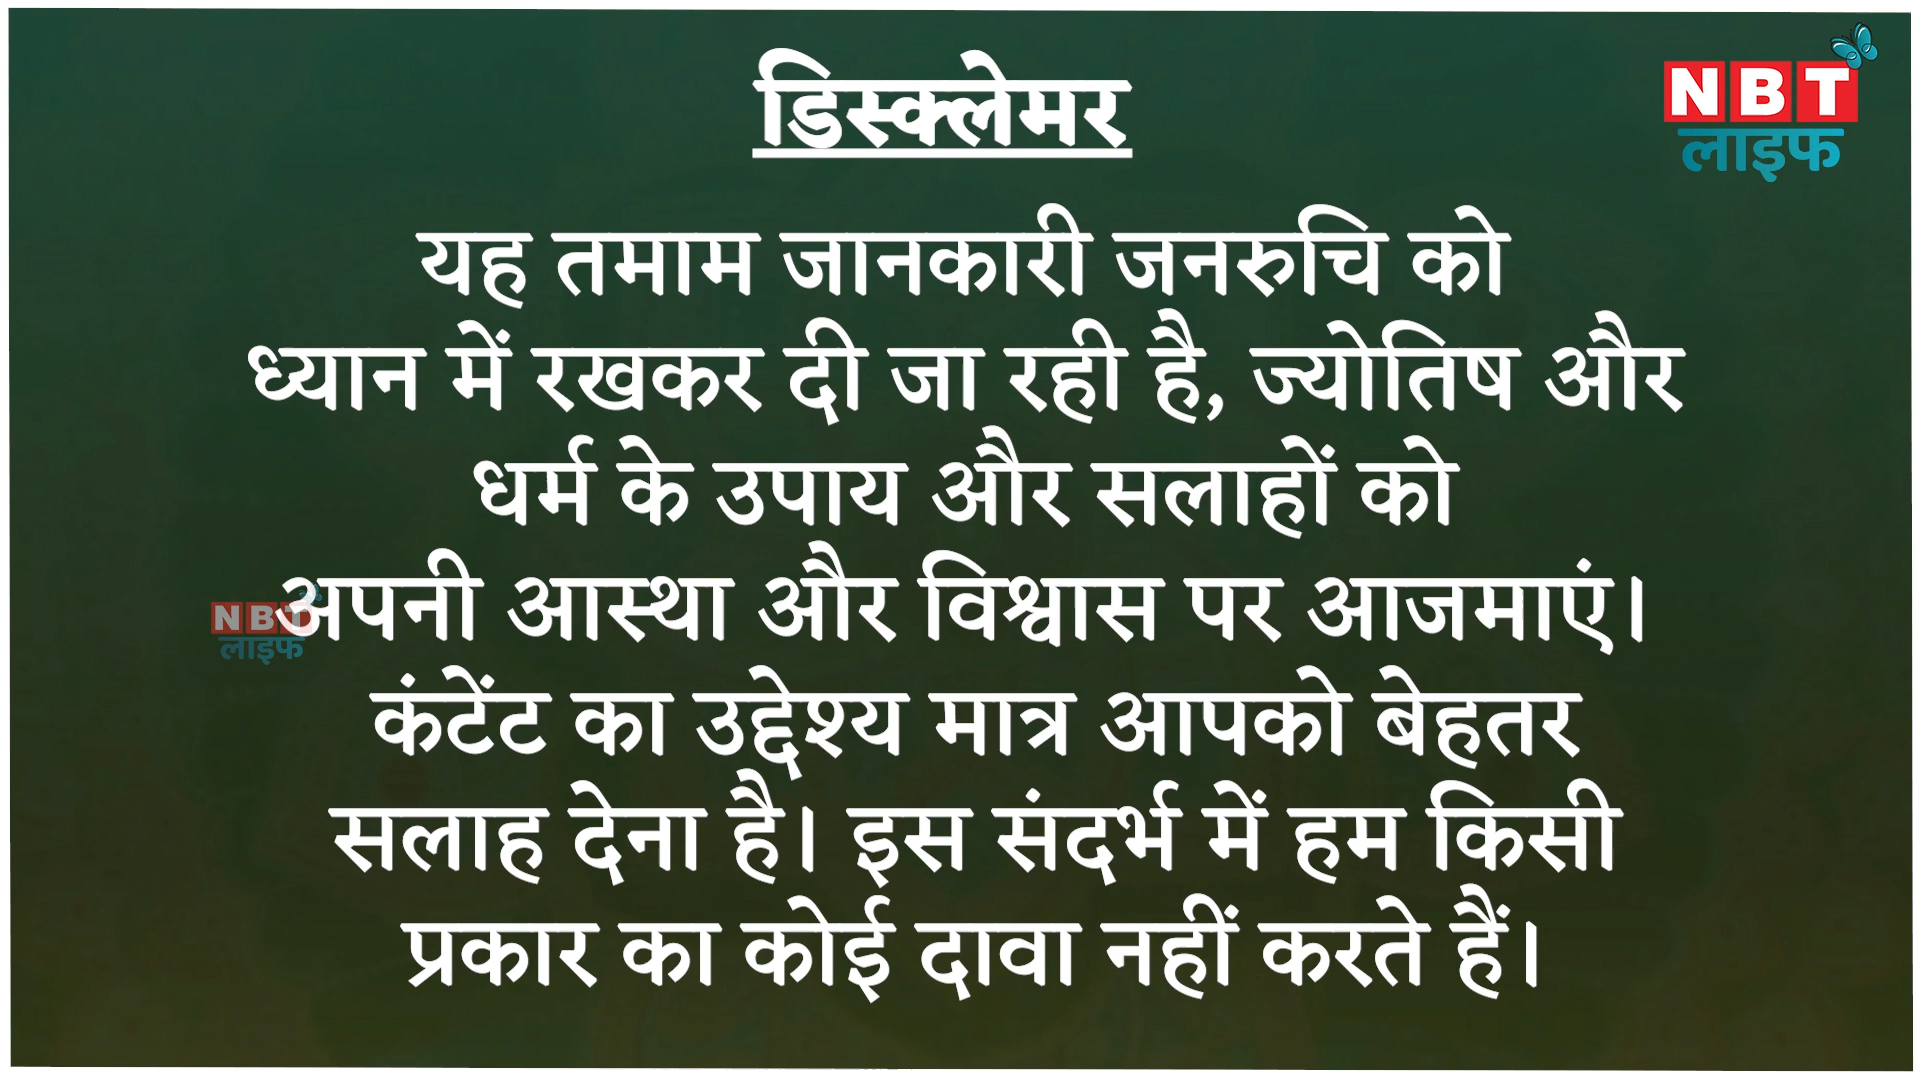 डिस्क्लेमर
NBT
लाइफ
यह तमाम जानकारी जनरुचि को
ध्यान में रखकर दी जा रही है, ज्योतिष और
धर्म के उपाय और सलाहों को
अपनी आस्था और विश्वास पर आजमाएं।
NBT
लाइफ
कंटेंट का उद्देश्य मात्र आपको बेहतर
सलाह देना है। इस संदर्भ में हम किसी
प्रकार का कोई दावा नहीं करते हैं।